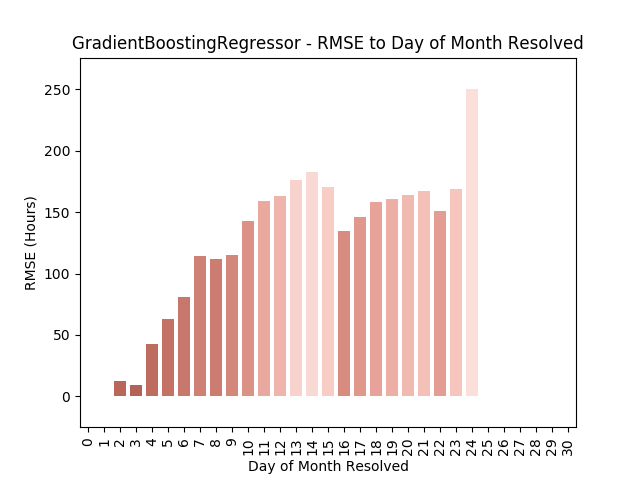 GradientBoostingRegressor - RMSE to Day of Month Resolved
RMSE (Hours)
250
200
150
100
50
0
0 1 2 3 4 5 6 7 8 9 10 11 12 13 14 15 16 17 18 19 20 21 22 23 24 25 26 27 28 29 30
Day of Month Resolved